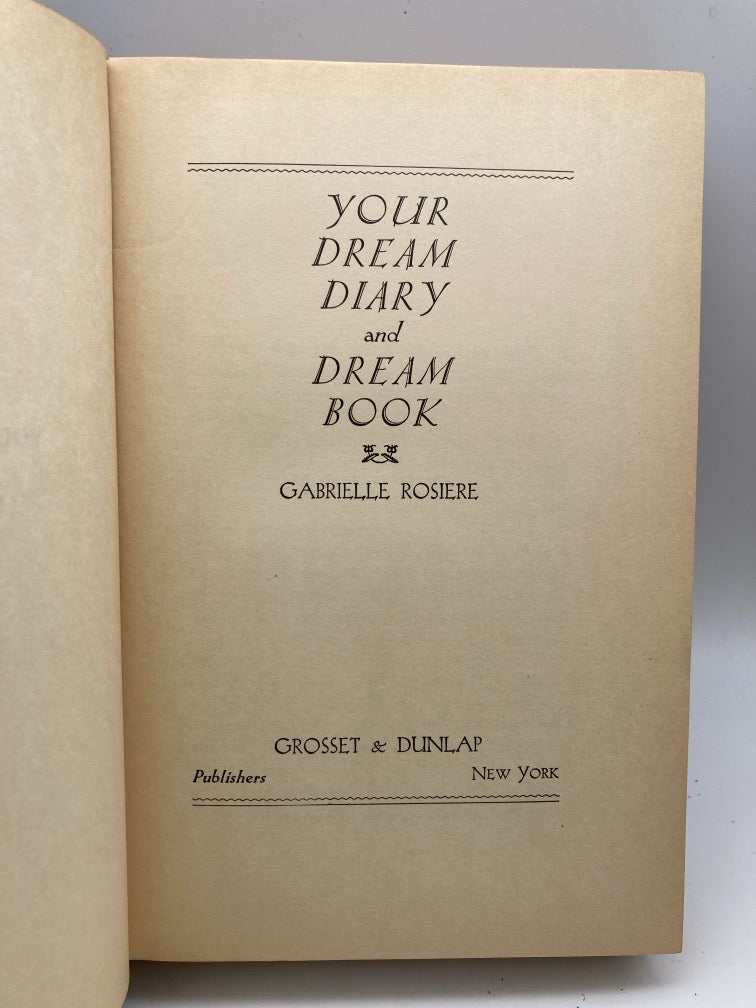 YOUR
DREAM
DIARY
and
DREAM
BOOK
GABRIELLE ROSIERE
GROSSET & DUNLAP
Publishers NEW YORK